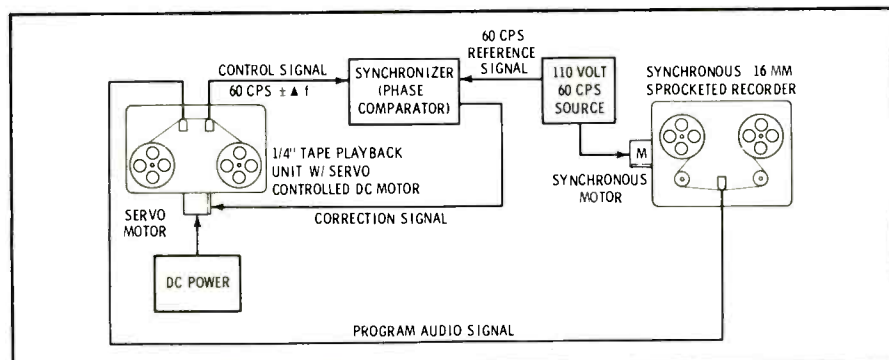 60 CPS
REFERENCE
SIGNAL
CONTROL SIGNAL
60 CPS ± ▲ f
SYNCHRONIZER
(PHASE
COMPARATOR)
110 VOLT
60 CPS
SOURCE
SYNCHRONOUS 16 MM
SPROCKETED RECORDER
M
SYNCHRONOUS
MOTOR
1/4" TAPE PLAYBACK
UNIT W/ SERVO
CONTROLLED DC MOTOR
SERVO
MOTOR
CORRECTION SIGNAL
DC POWER
PROGRAM AUDIO SIGNAL